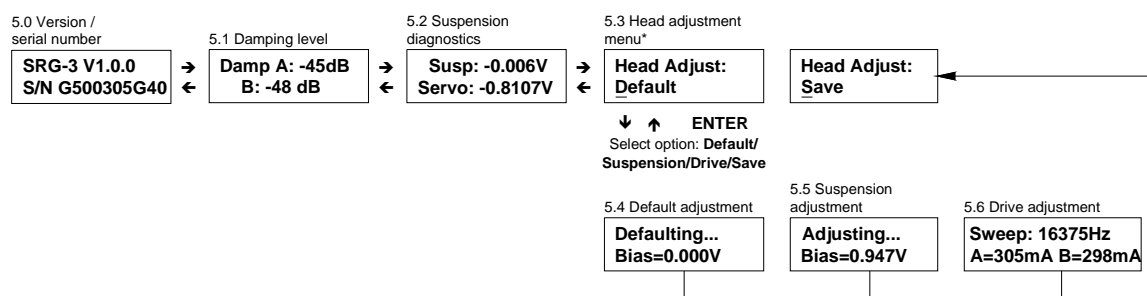 5.0 Version /
serial number
SRG-3 V1.0.0
S/N G500305G40
5.1 Damping level
Damp A: -45dB
B: -48 dB
5.2 Suspension
diagnostics
Susp: -0.006V
Servo: -0.8107V
5.3 Head adjustment
menu*
Head Adjust:
Default
ENTER
Select option: Default/
Suspension/Drive/Save
Head Adjust:
Save
5.4 Default adjustment
Defaulting...
Bias=0.000V
5.5 Suspension
adjustment
Adjusting...
Bias=0.947V
5.6 Drive adjustment
Sweep: 16375Hz
A=305mA B=298mA